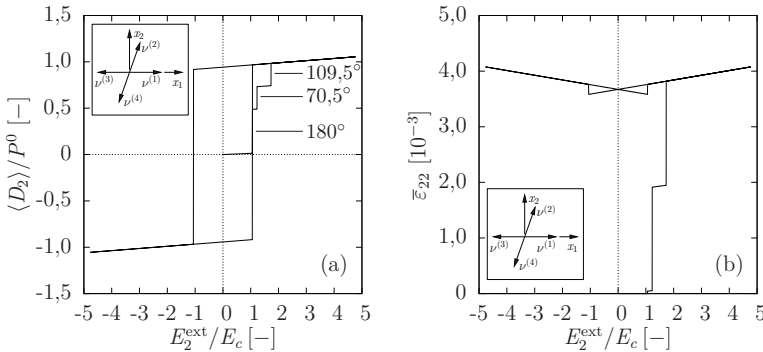 1,5
1,0
0,5
0
-0,5
-1,0
-1,5
⟨D₂⟩/P⁰ [–]
x₂
ν⁽²⁾
ν⁽³⁾
ν⁽¹⁾
x₁
ν⁽⁴⁾
109,5°
70,5°
180°
(a)
-5 -4 -3 -2 -1 0 1 2 3 4 5
E₂ᵉˣᵗ/E_c [–]
5,0
4,0
3,0
2,0
1,0
0
ε̄₂₂ [10⁻³]
x₂
ν⁽²⁾
ν⁽³⁾
ν⁽¹⁾
x₁
ν⁽⁴⁾
(b)
-5 -4 -3 -2 -1 0 1 2 3 4 5
E₂ᵉˣᵗ/E_c [–]